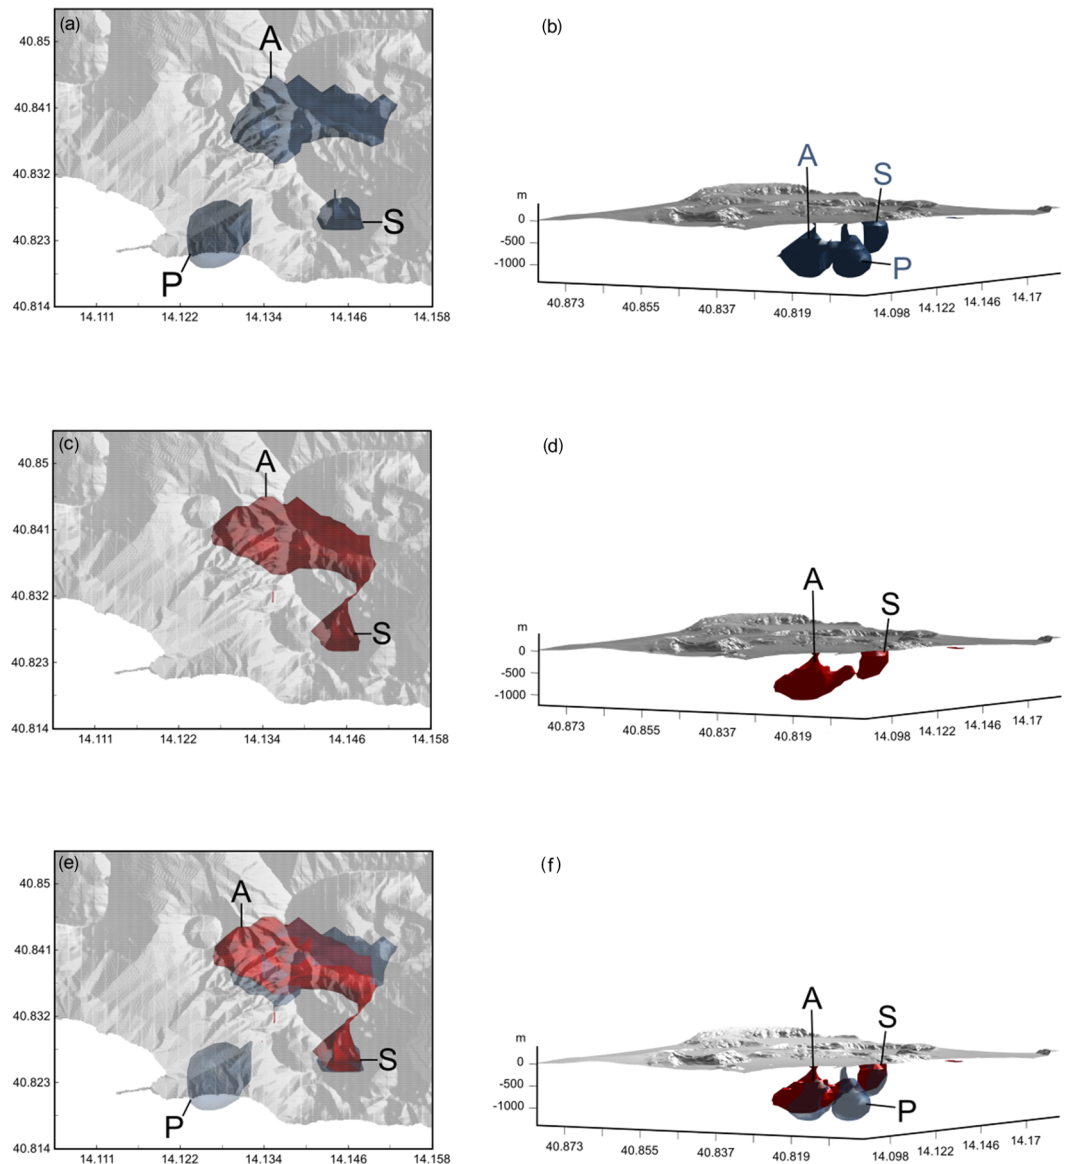 (a)
A
S
P
40.85
40.841
40.832
40.823
40.814
14.111
14.122
14.134
14.146
14.158
(b)
A
S
P
m
0
-500
-1000
40.873
40.855
40.837
40.819
14.098
14.122
14.146
14.17
(c)
A
S
40.85
40.841
40.832
40.823
40.814
14.111
14.122
14.134
14.146
14.158
(d)
A
S
m
0
-500
-1000
40.873
40.855
40.837
40.819
14.098
14.122
14.146
14.17
(e)
A
S
P
40.85
40.841
40.832
40.823
40.814
14.111
14.122
14.134
14.146
14.158
(f)
A
S
P
m
0
-500
-1000
40.873
40.855
40.837
40.819
14.098
14.122
14.146
14.17